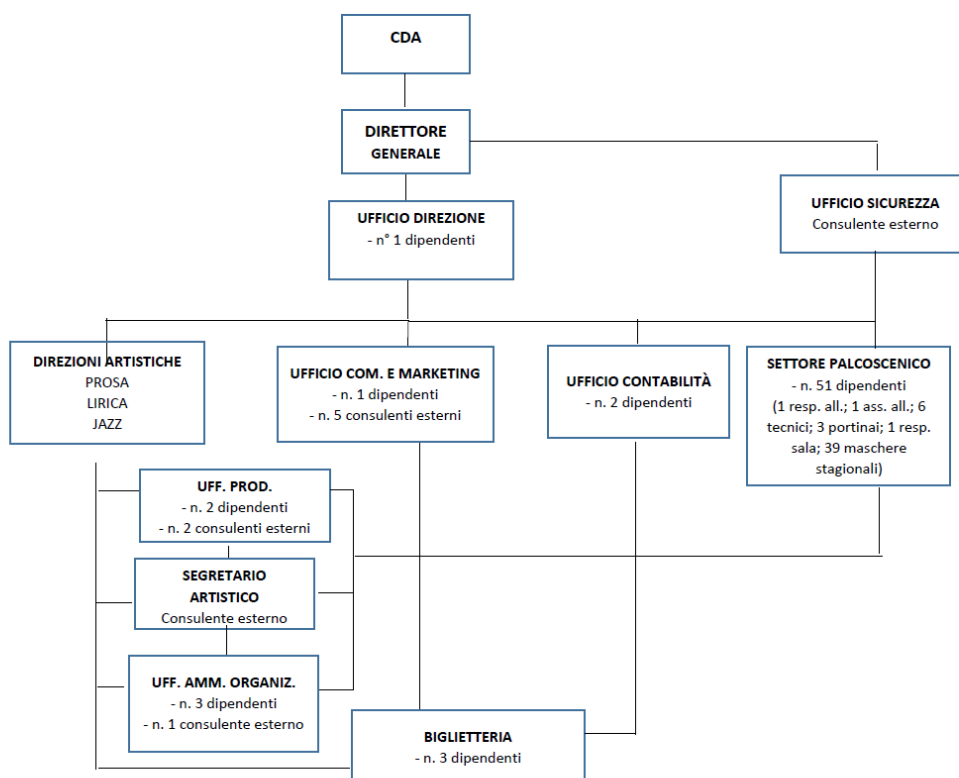 CDA
DIRETTORE
GENERALE
UFFICIO DIREZIONE
- n° 1 dipendenti
UFFICIO SICUREZZA
Consulente esterno
DIREZIONI ARTISTICHE
PROSA
LIRICA
JAZZ
UFFICIO COM. E MARKETING
- n. 1 dipendenti
- n. 5 consulenti esterni
UFFICIO CONTABILITÀ
- n. 2 dipendenti
SETTORE PALCOSCENICO
- n. 51 dipendenti
(1 resp. all.; 1 ass. all.; 6
tecnici; 3 portinai; 1 resp.
sala; 39 maschere
stagionali)
UFF. PROD.
- n. 2 dipendenti
- n. 2 consulenti esterni
SEGRETARIO
ARTISTICO
Consulente esterno
UFF. AMM. ORGANIZ.
- n. 3 dipendenti
- n. 1 consulente esterno
BIGLIETTERIA
- n. 3 dipendenti